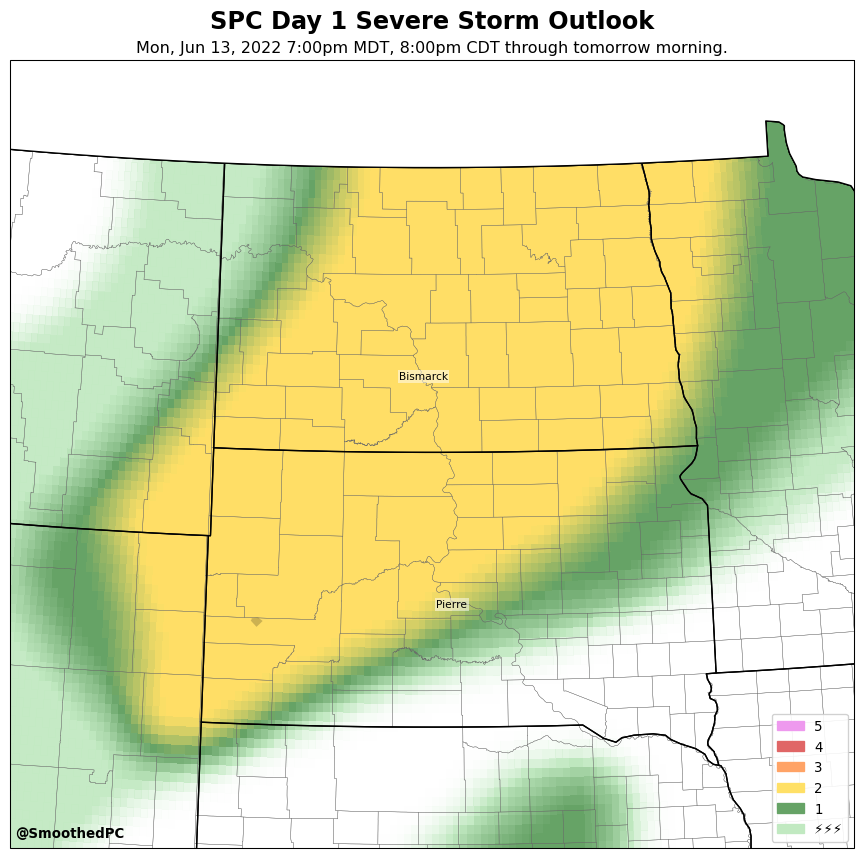 SPC Day 1 Severe Storm Outlook
Mon, Jun 13, 2022 7:00pm MDT, 8:00pm CDT through tomorrow morning.
Bismarck
Pierre
5
4
3
2
1
⚡⚡⚡
@SmoothedPC